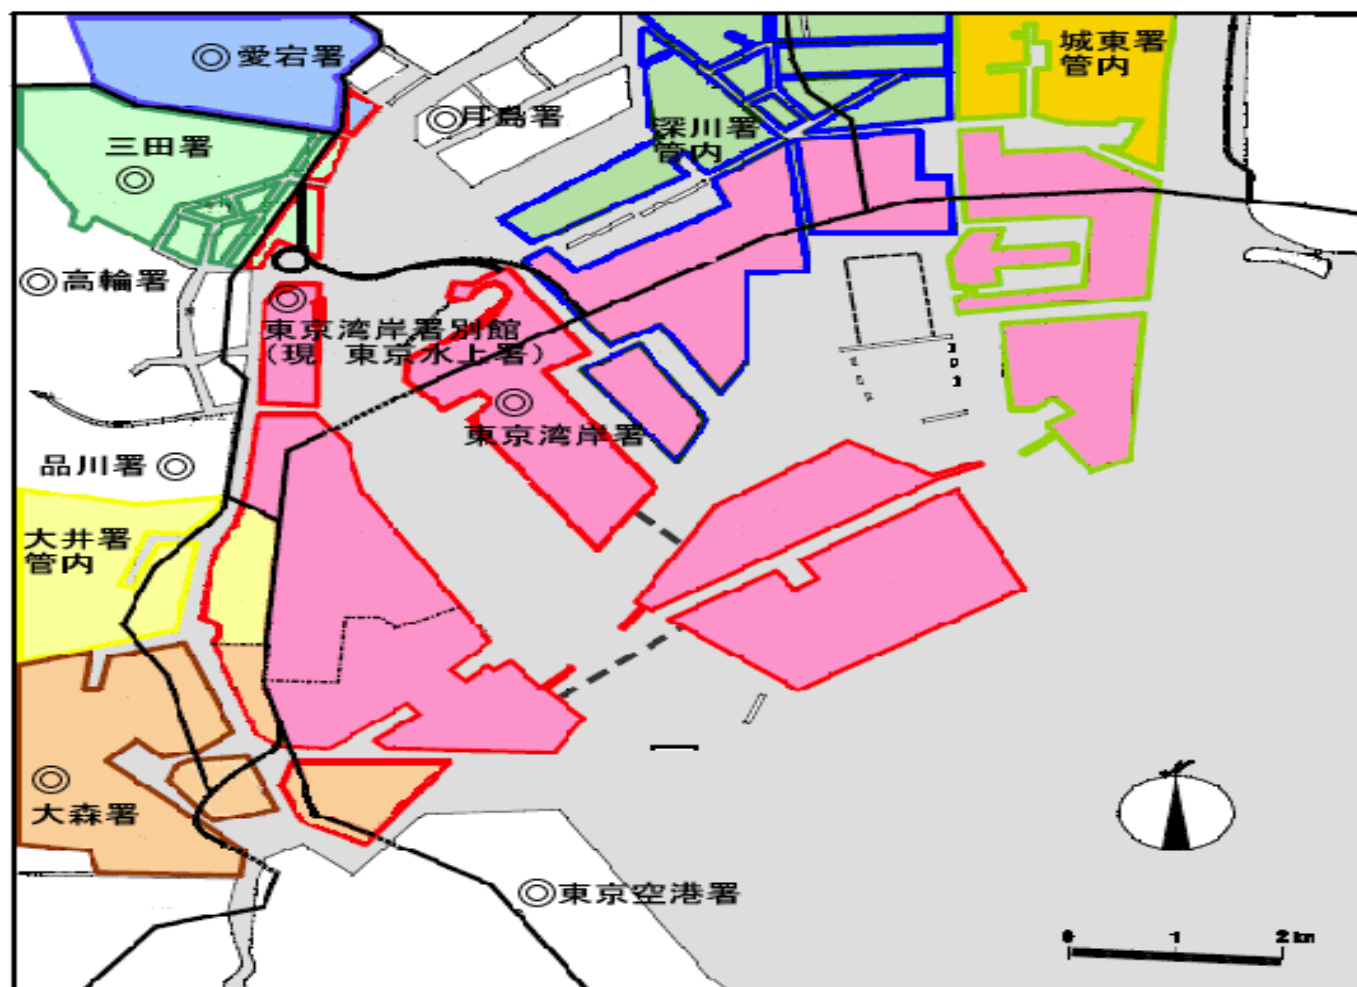 愛宕署
月島署
城東署
管内
三田署
深川署
管内
高輪署
東京湾岸署別館
（現　東京水上署）
東京湾岸署
品川署
大井署
管内
大森署
東京空港署
0 1 2km